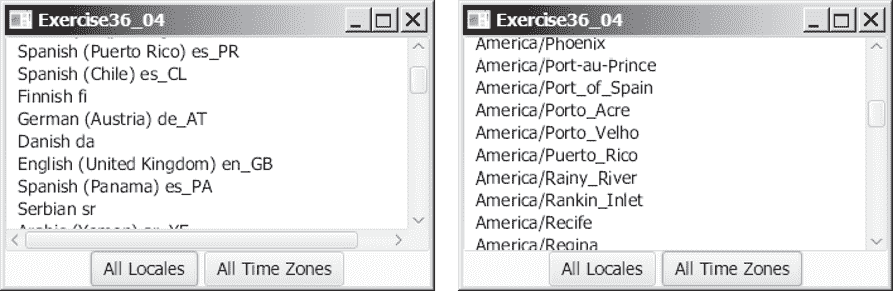 Exercise36_04
Spanish (Puerto Rico) es_PR
Spanish (Chile) es_CL
Finnish fi
German (Austria) de_AT
Danish da
English (United Kingdom) en_GB
Spanish (Panama) es_PA
Serbian sr
Arabic (Yemen) ar_YE
All Locales
All Time Zones
Exercise36_04
America/Phoenix
America/Port-au-Prince
America/Port_of_Spain
America/Porto_Acre
America/Porto_Velho
America/Puerto_Rico
America/Rainy_River
America/Rankin_Inlet
America/Recife
America/Regina
All Locales
All Time Zones